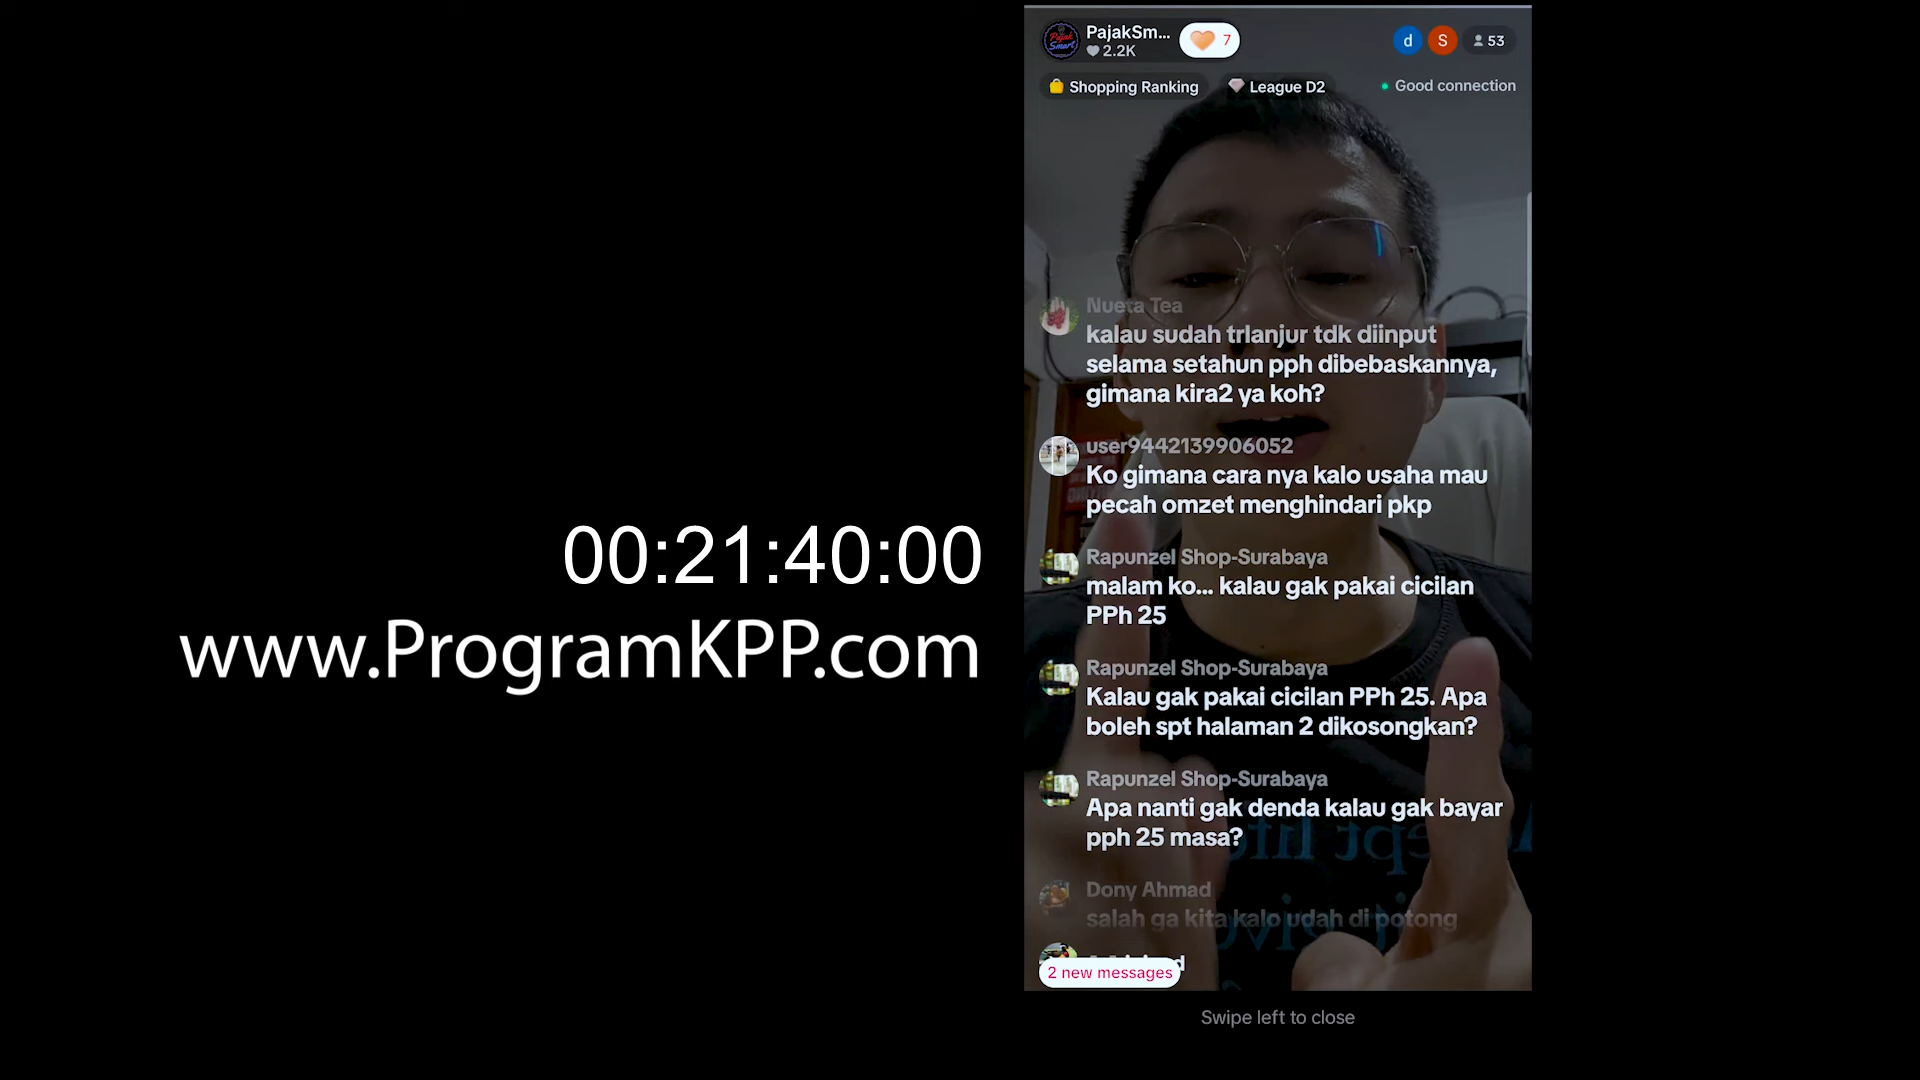 00:21:40:00
www.ProgramKPP.com
Pajak
Smart
PajakSm...
2.2K
7
d
S
53
Shopping Ranking
League D2
Good connection
Nueta Tea
kalau sudah trlanjur tdk diinput
selama setahun pph dibebaskannya,
gimana kira2 ya koh?
user9442139906052
Ko gimana cara nya kalo usaha mau
pecah omzet menghindari pkp
Rapunzel Shop-Surabaya
malam ko... kalau gak pakai cicilan
PPh 25
Rapunzel Shop-Surabaya
Kalau gak pakai cicilan PPh 25. Apa
boleh spt halaman 2 dikosongkan?
Rapunzel Shop-Surabaya
Apa nanti gak denda kalau gak bayar
pph 25 masa?
Dony Ahmad
salah ga kita kalo udah di potong
2 new messages
Swipe left to close